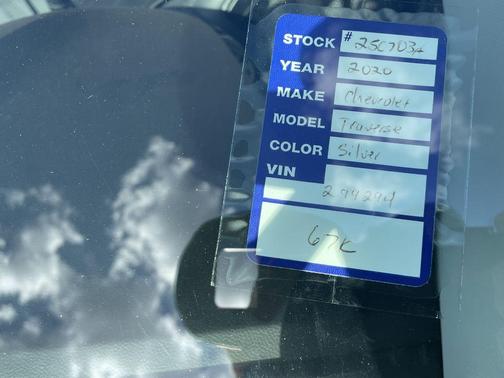 STOCK # 25C703A
YEAR 2020
MAKE Chevrolet
MODEL Traverse
COLOR Silver
VIN
294294
67K